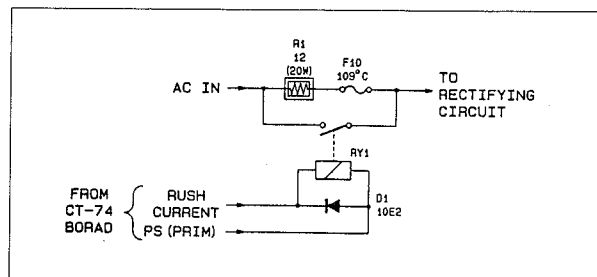 R1
12
(20W)
F10
109°C
AC IN
TO
RECTIFYING
CIRCUIT
RY1
FROM
CT-74
BORAD
RUSH
CURRENT
PS (PRIM)
D1
10E2